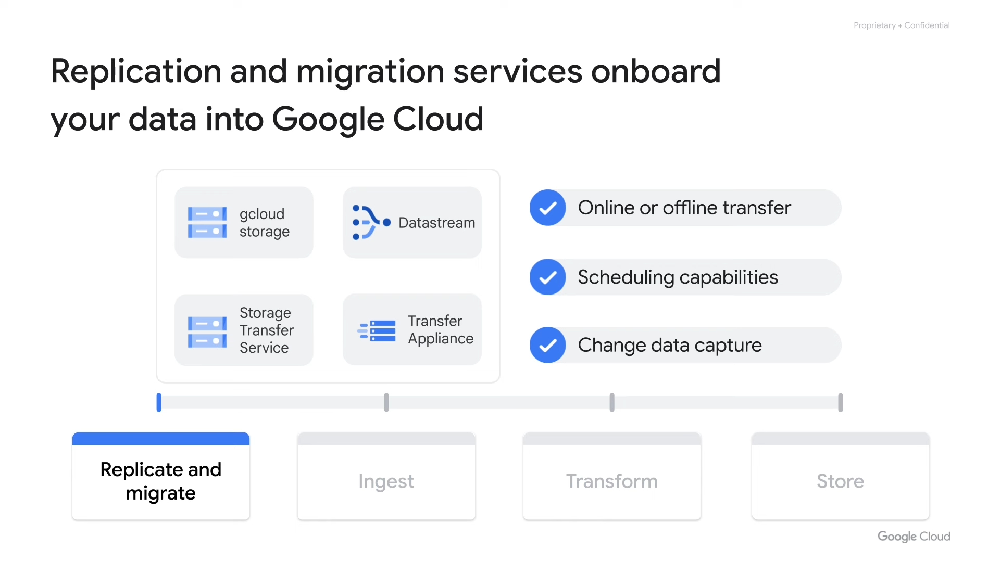 Proprietary + Confidential
Replication and migration services onboard
your data into Google Cloud
gcloud
storage
Datastream
Storage
Transfer
Service
Transfer
Appliance
Online or offline transfer
Scheduling capabilities
Change data capture
Replicate and
migrate
Ingest
Transform
Store
Google Cloud